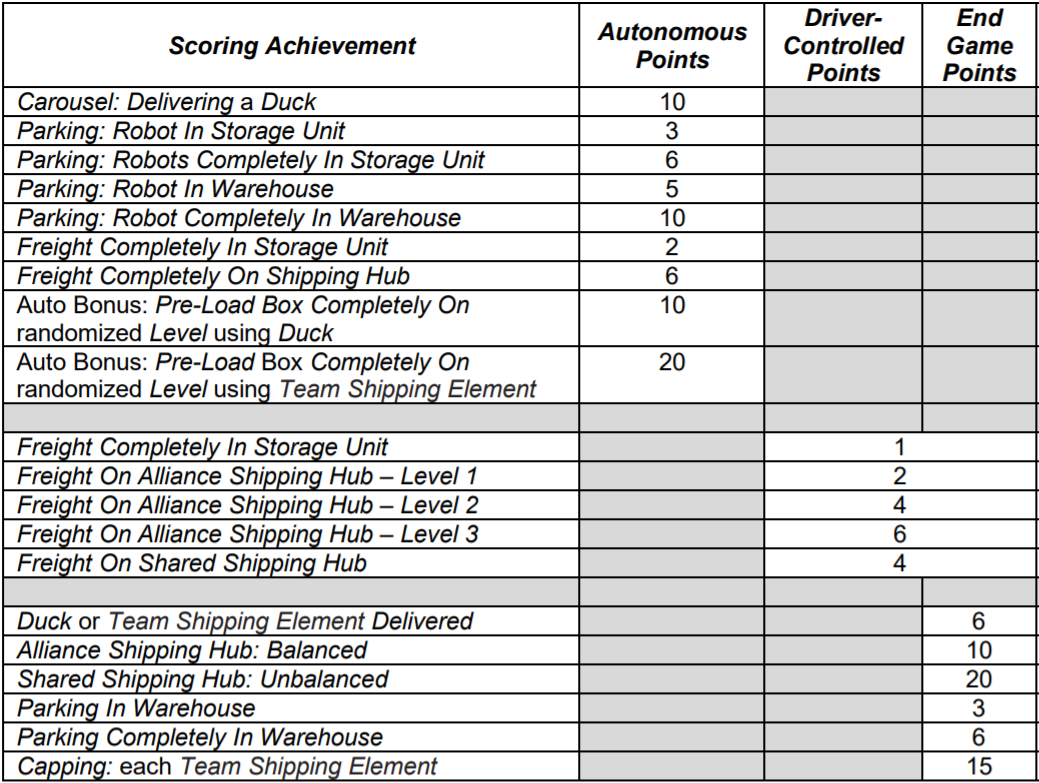 Scoring Achievement Autonomous Points Driver-Controlled Points End Game Points
Carousel: Delivering a Duck 10
Parking: Robot In Storage Unit 3
Parking: Robots Completely In Storage Unit 6
Parking: Robot In Warehouse 5
Parking: Robot Completely In Warehouse 10
Freight Completely In Storage Unit 2
Freight Completely On Shipping Hub 6
Auto Bonus: Pre-Load Box Completely On 10
randomized Level using Duck
Auto Bonus: Pre-Load Box Completely On 20
randomized Level using Team Shipping Element
Freight Completely In Storage Unit 1
Freight On Alliance Shipping Hub – Level 1 2
Freight On Alliance Shipping Hub – Level 2 4
Freight On Alliance Shipping Hub – Level 3 6
Freight On Shared Shipping Hub 4
Duck or Team Shipping Element Delivered 6
Alliance Shipping Hub: Balanced 10
Shared Shipping Hub: Unbalanced 20
Parking In Warehouse 3
Parking Completely In Warehouse 6
Capping: each Team Shipping Element 15